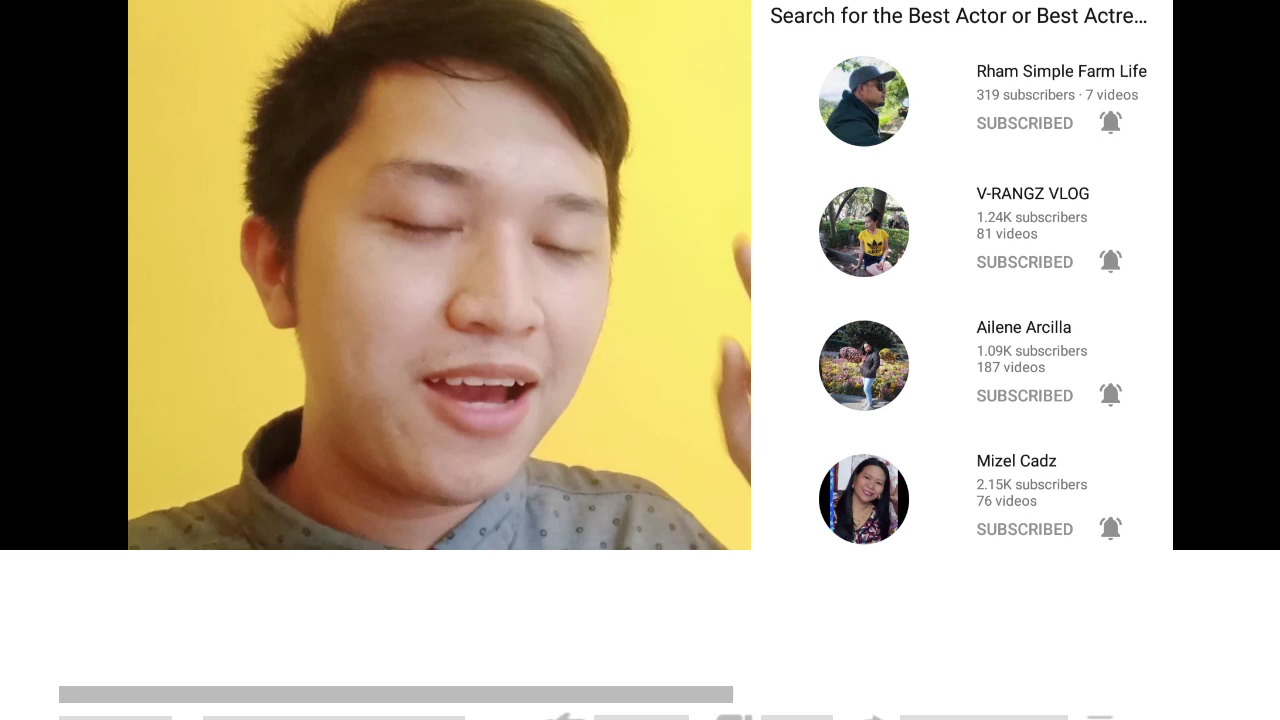 Search for the Best Actor or Best Actre...
Rham Simple Farm Life
319 subscribers · 7 videos
SUBSCRIBED
V-RANGZ VLOG
1.24K subscribers
81 videos
SUBSCRIBED
Ailene Arcilla
1.09K subscribers
187 videos
SUBSCRIBED
Mizel Cadz
2.15K subscribers
76 videos
SUBSCRIBED